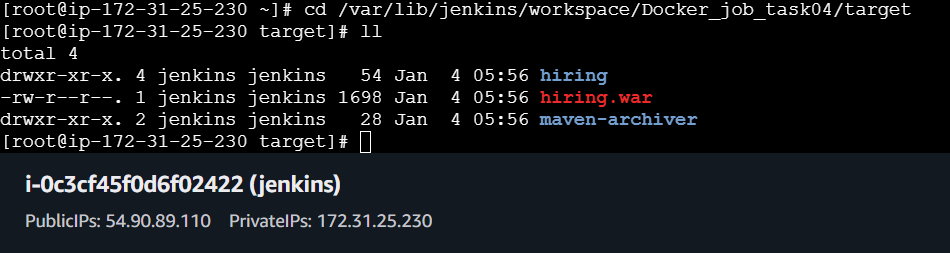 [root@ip-172-31-25-230 ~]# cd /var/lib/jenkins/workspace/Docker_job_task04/target
[root@ip-172-31-25-230 target]# ll
total 4
drwxr-xr-x. 4 jenkins jenkins   54 Jan  4 05:56 hiring
-rw-r--r--. 1 jenkins jenkins 1698 Jan  4 05:56 hiring.war
drwxr-xr-x. 2 jenkins jenkins   28 Jan  4 05:56 maven-archiver
[root@ip-172-31-25-230 target]#
i-0c3cf45f0d6f02422 (jenkins)
PublicIPs: 54.90.89.110    PrivateIPs: 172.31.25.230